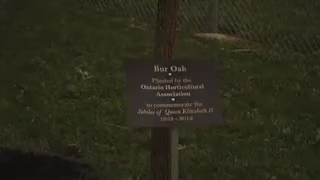 Bur Oak
Planted by the
Ontario Horticultural
Association
to commemorate the
Jubilee of Queen Elizabeth II
1952 - 2012